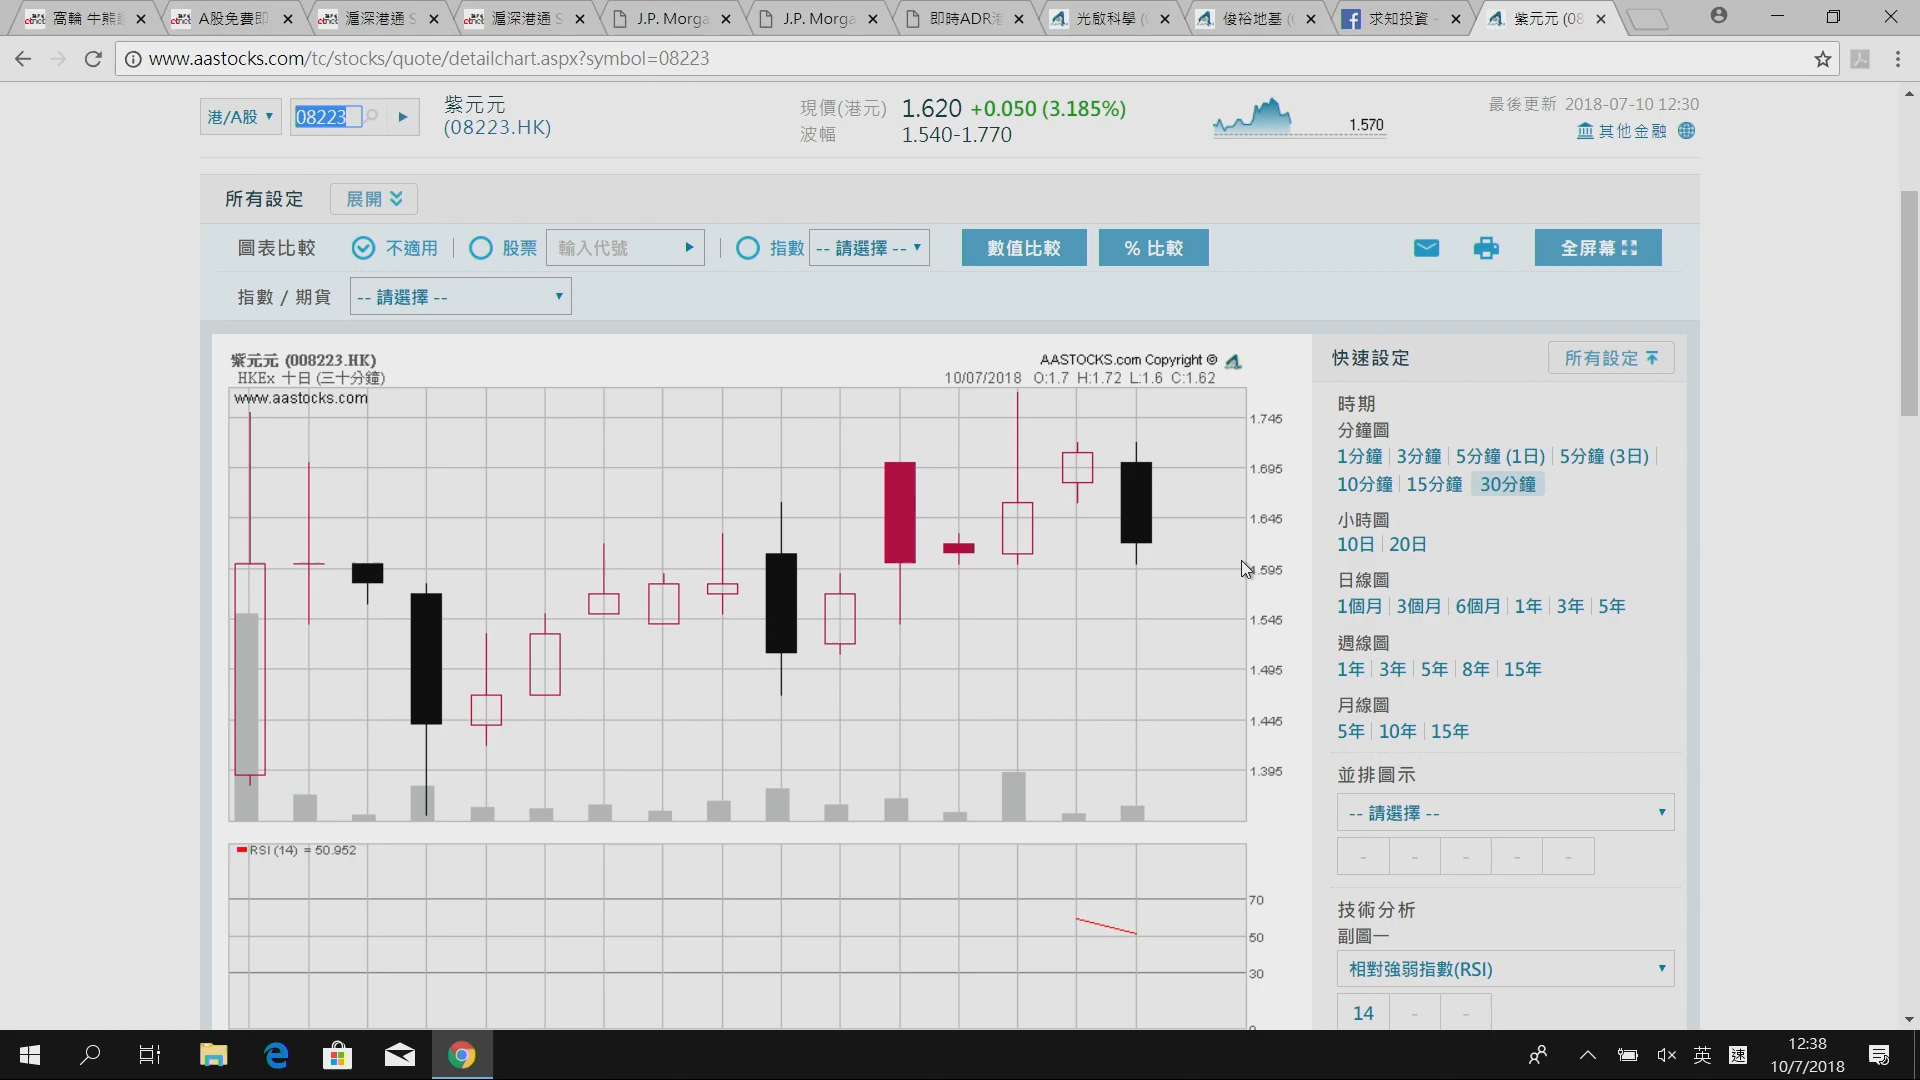 窩輪 牛熊
A股免費即
滬深港通 S
滬深港通 S
J.P. Morga
J.P. Morga
即時ADR港
光啟科學 (
俊裕地基 (
求知投資 -
紫元元 (08
www.aastocks.com/tc/stocks/quote/detailchart.aspx?symbol=08223
港/A股
08223
紫元元
(08223.HK)
現價(港元) 1.620 +0.050 (3.185%)
波幅 1.540-1.770
1.570
最後更新 2018-07-10 12:30
其他金融
所有設定 展開
圖表比較 不適用 股票 輸入代號 指數 -- 請選擇 -- 數值比較 % 比較 全屏幕
指數 / 期貨 -- 請選擇 --
紫元元 (008223.HK)
HKEx 十日 (三十分鐘)
www.aastocks.com
AASTOCKS.com Copyright ©
10/07/2018 O:1.7 H:1.72 L:1.6 C:1.62
1.745
1.695
1.645
1.595
1.545
1.495
1.445
1.395
RSI (14) = 50.952
70
50
30
0
快速設定 所有設定
時期
分鐘圖
1分鐘 3分鐘 5分鐘 (1日) 5分鐘 (3日)
10分鐘 15分鐘 30分鐘
小時圖
10日 20日
日線圖
1個月 3個月 6個月 1年 3年 5年
週線圖
1年 3年 5年 8年 15年
月線圖
5年 10年 15年
並排圖示
-- 請選擇 --
- - - - -
技術分析
副圖一
相對強弱指數(RSI)
14 - -
英 速
12:38
10/7/2018